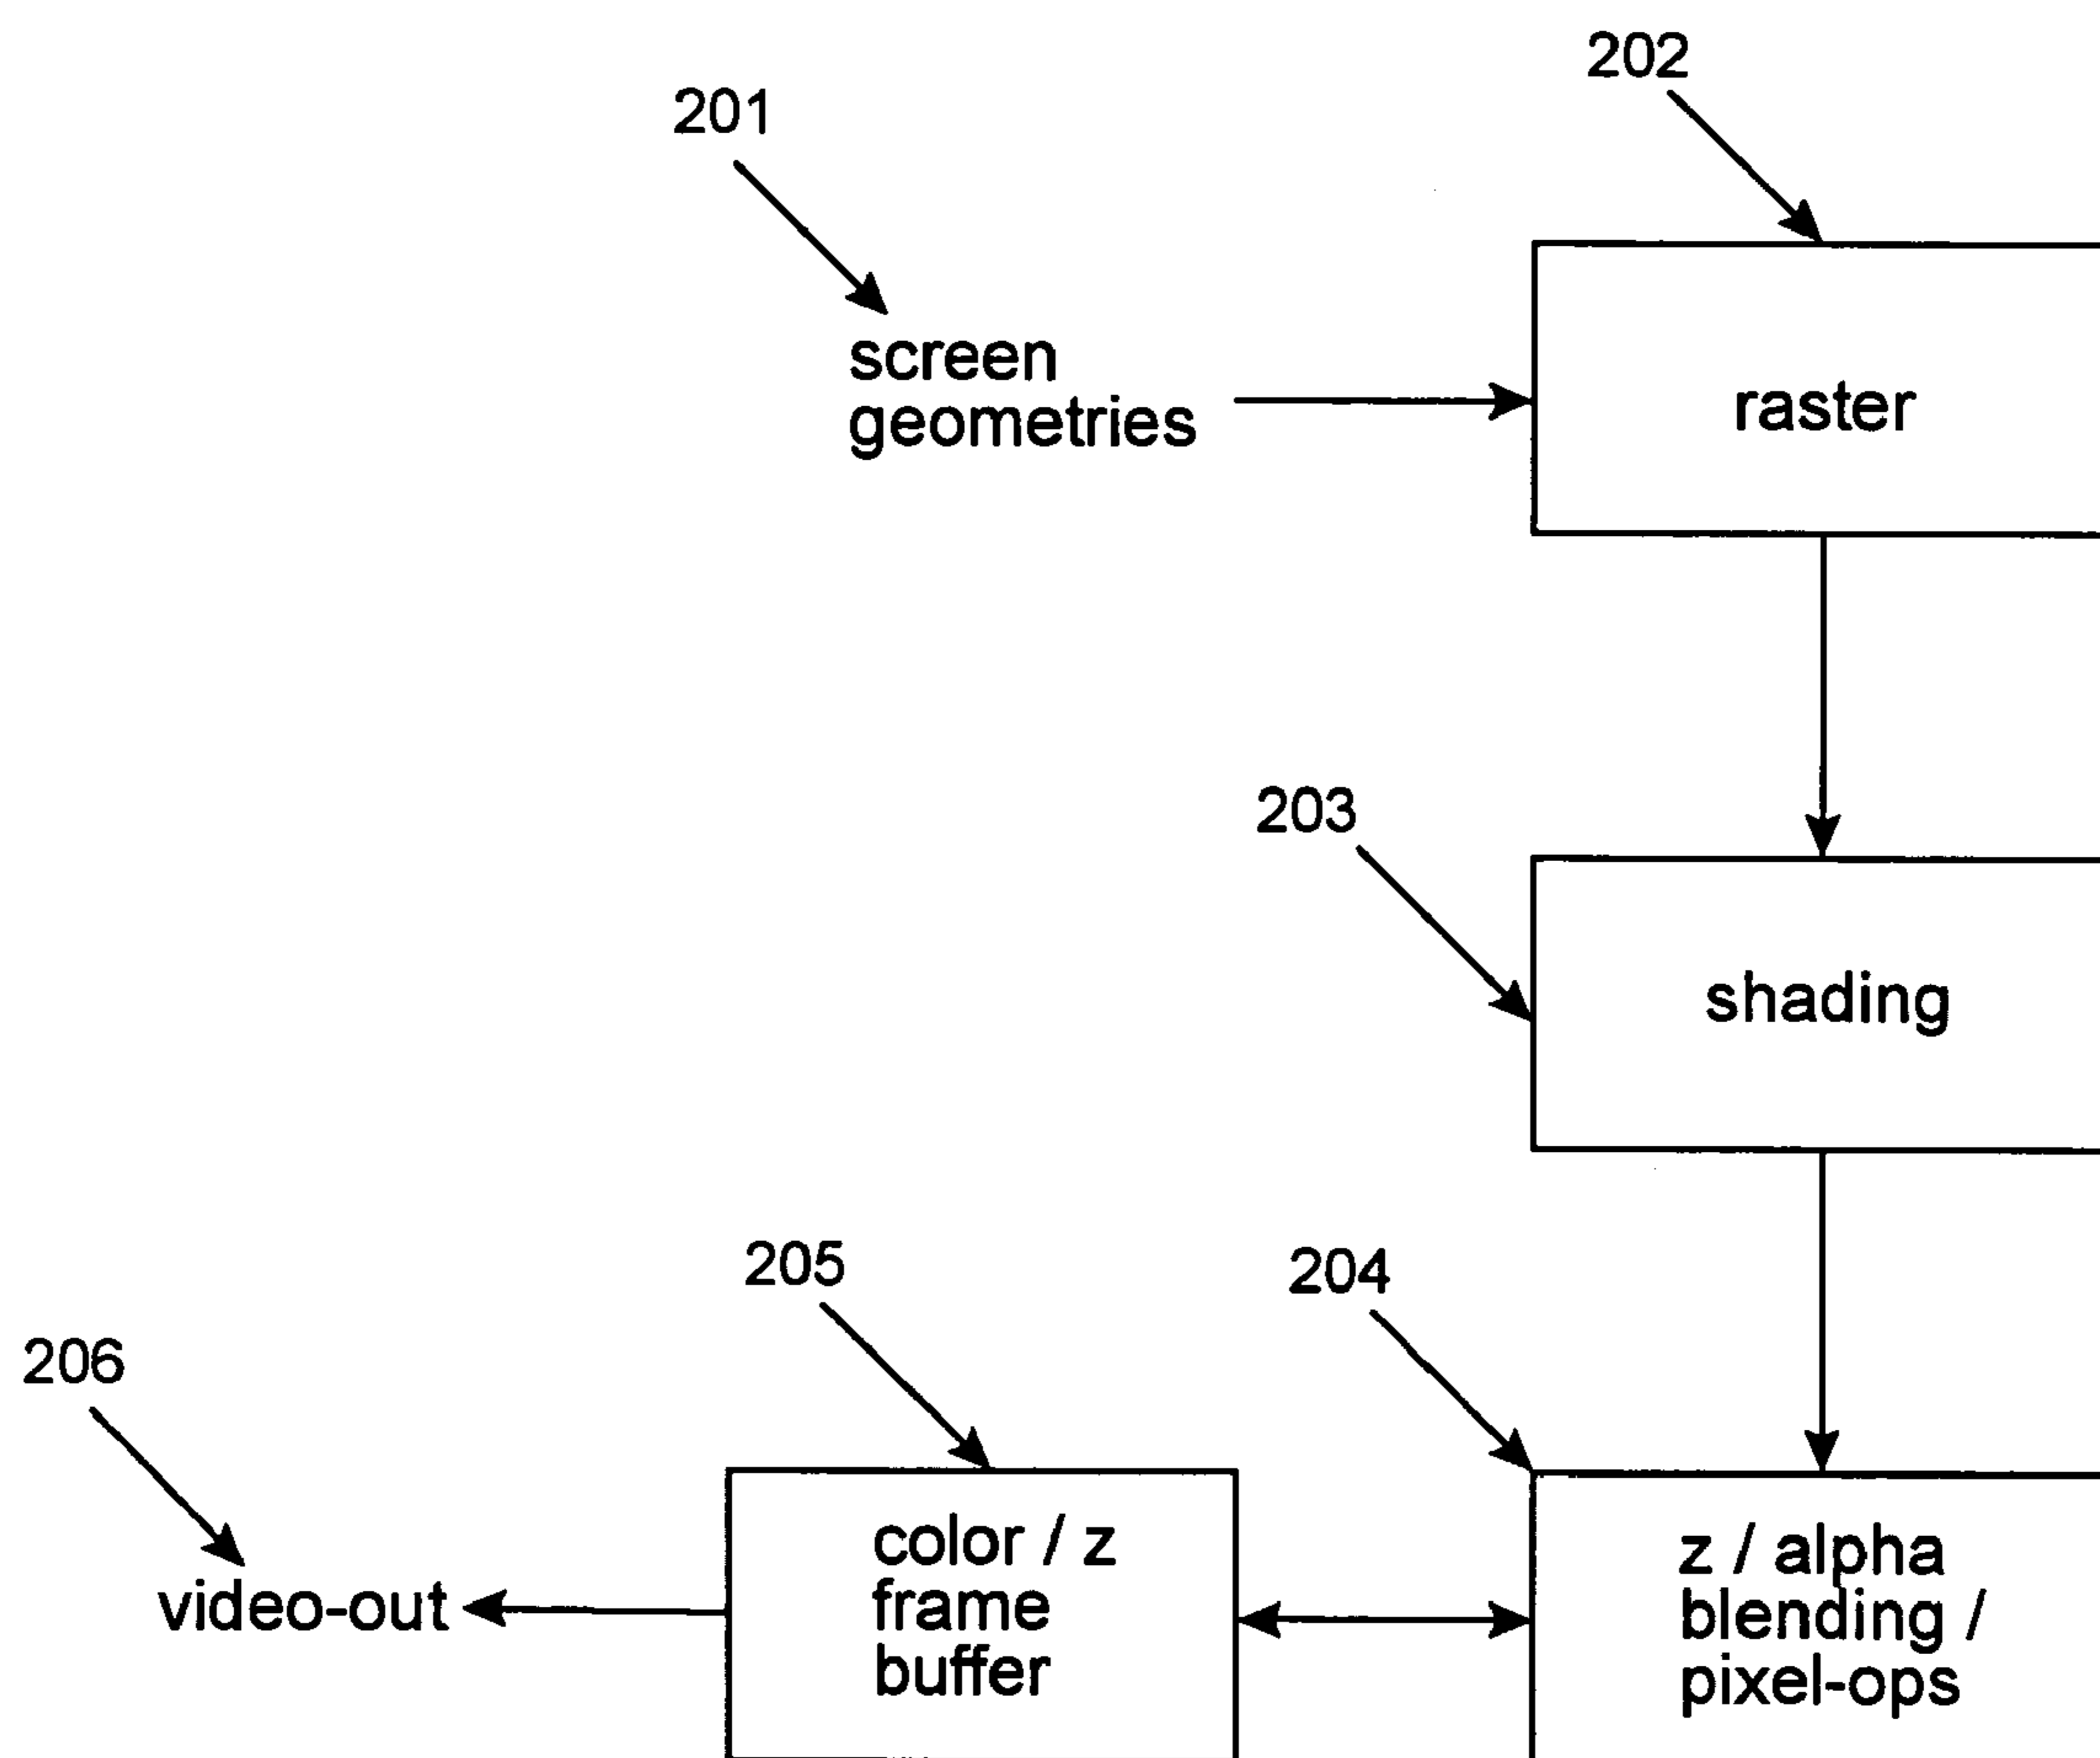 202
201
screen
geometries
raster
203
shading
205
204
206
color / z
frame
buffer
z / alpha
blending /
pixel-ops
video-out